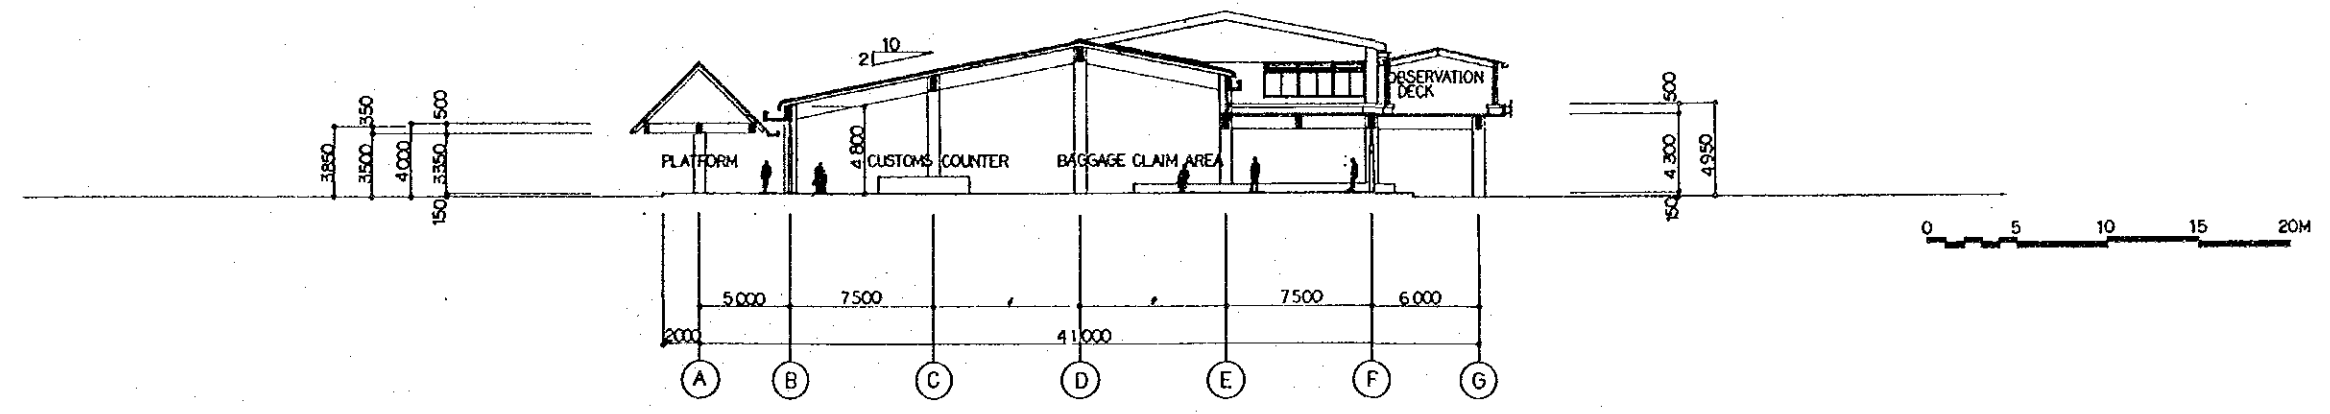 10
2
OBSERVATION
DECK
350
500
500
3850
3500
4000
3350
4800
4300
4950
PLATFORM
CUSTOMS COUNTER
BAGGAGE CLAIM AREA
150
150
0 5 10 15 20M
5000
7500
7500
6000
2000
41000
A B C D E F G